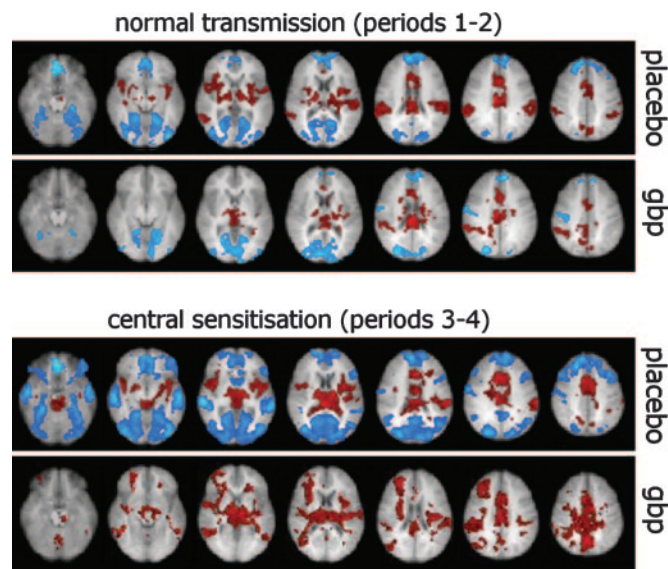 normal transmission (periods 1-2)
placebo
gbp
central sensitisation (periods 3-4)
placebo
gbp